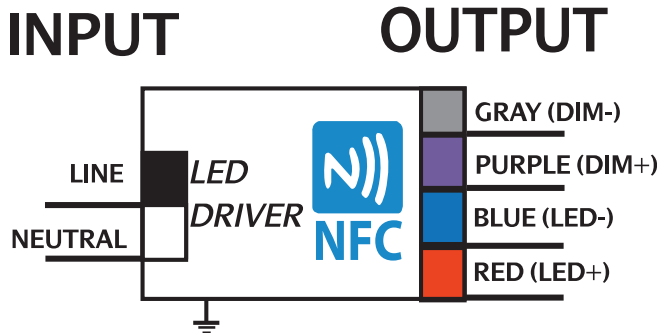 INPUT
OUTPUT
LINE
NEUTRAL
LED
DRIVER
NFC
GRAY (DIM-)
PURPLE (DIM+)
BLUE (LED-)
RED (LED+)